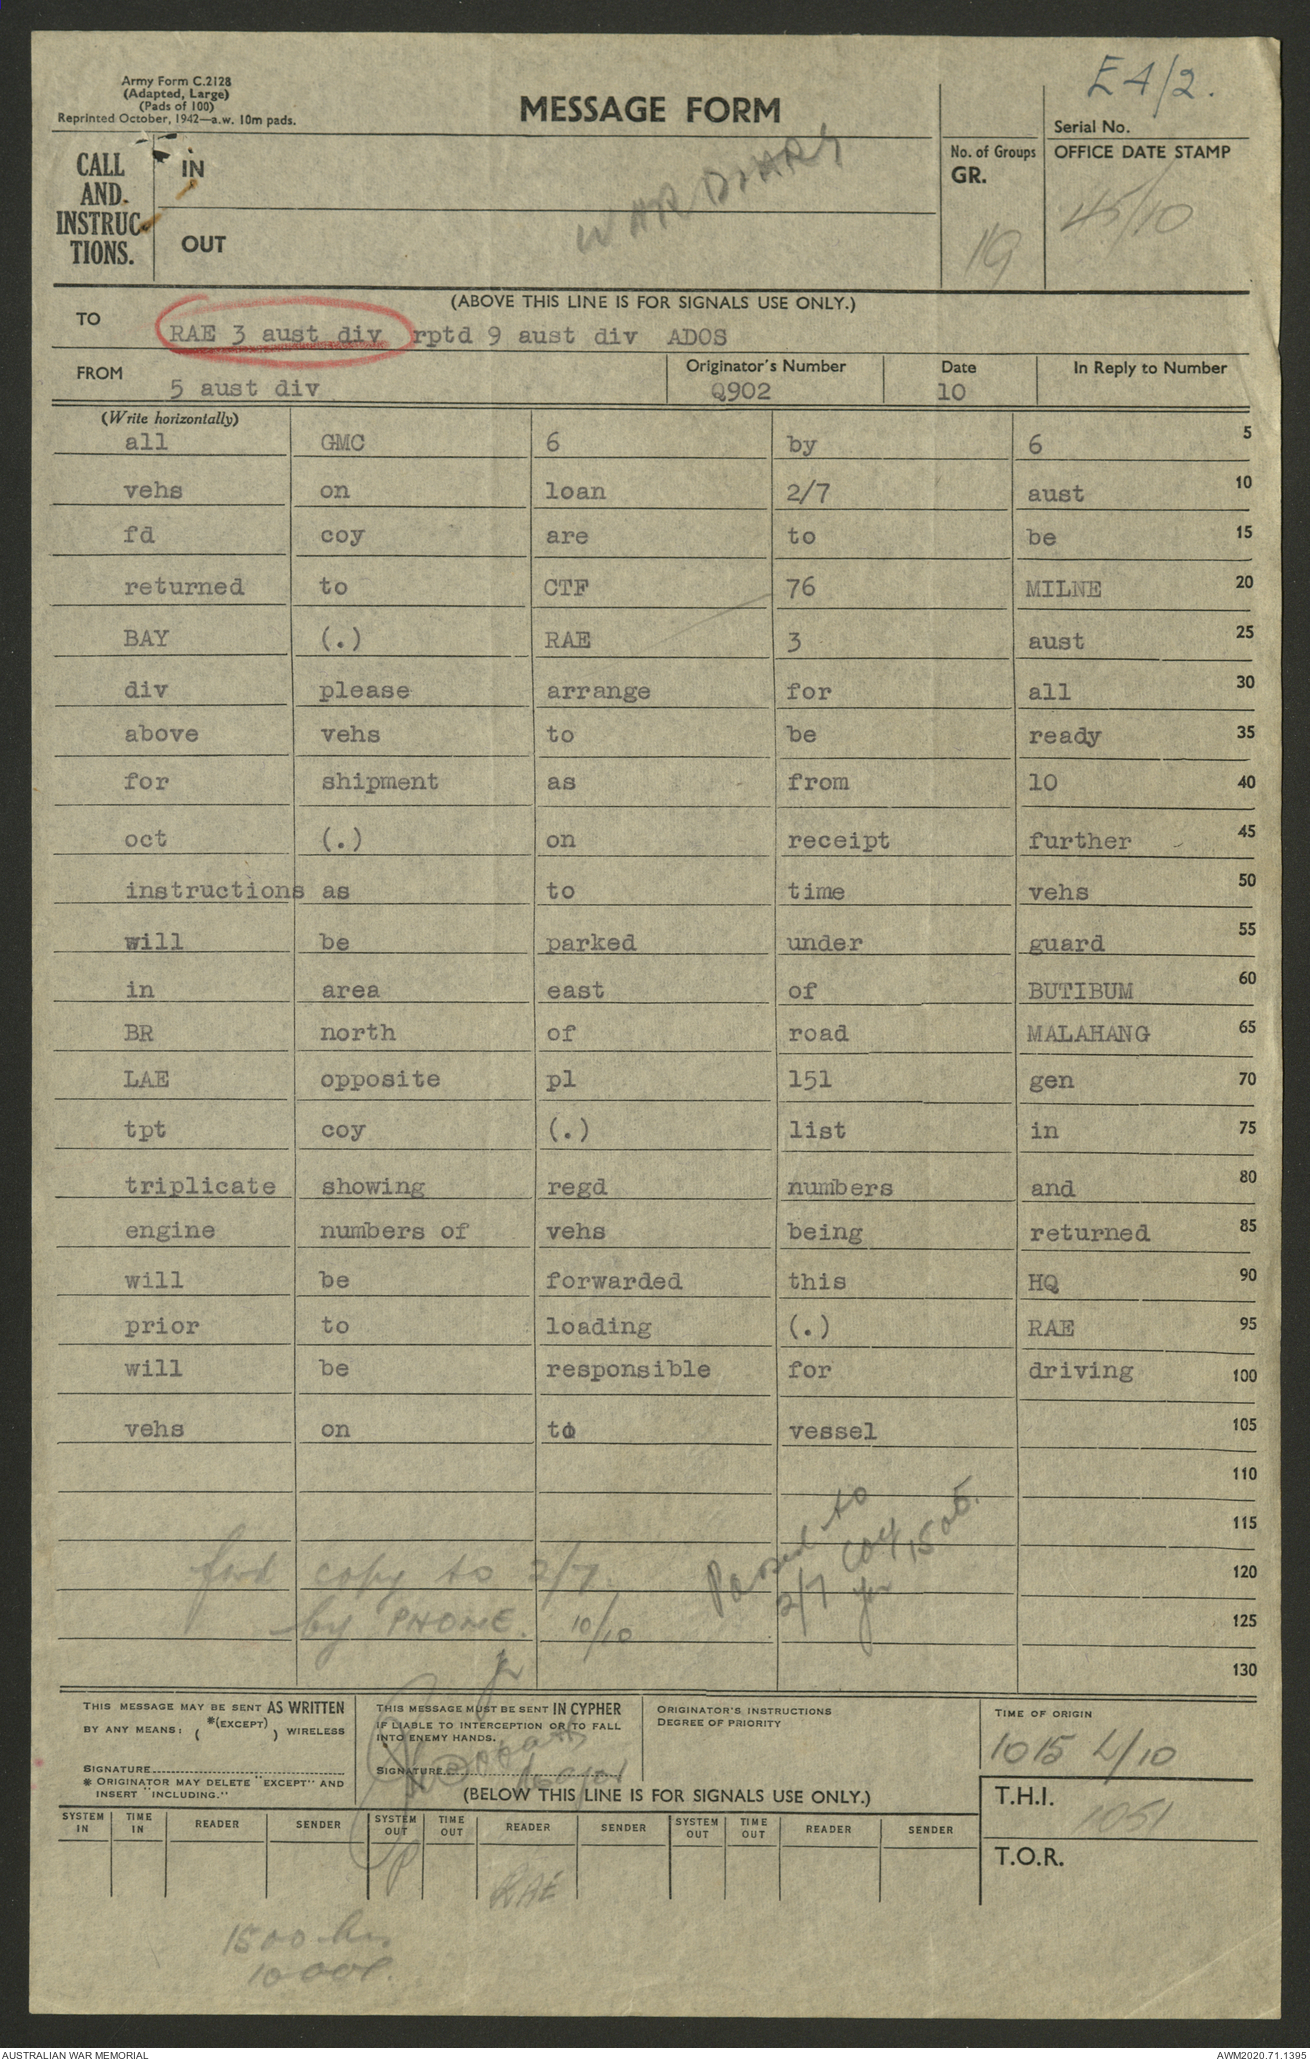 Army Form C.2128
(Adapted, Large)
(Pads of 100)
Reprinted October, 1942—a.w. 10m pads.
MESSAGE FORM
E4/2.
Serial No.
CALL
AND
INSTRUC-
TIONS.
IN
OUT
WAR DIARY
No. of Groups
GR.
119
OFFICE DATE STAMP
45/10
(ABOVE THIS LINE IS FOR SIGNALS USE ONLY.)
TO RAE 3 aust div rptd 9 aust div ADOS
FROM 5 aust div
Originator's Number Q902
Date 10
In Reply to Number
(Write horizontally)
all GMC 6 by 6 5
vehs on loan 2/7 aust 10
fd coy are to be 15
returned to CTF 76 MILNE 20
BAY (.) RAE 3 aust 25
div please arrange for all 30
above vehs to be ready 35
for shipment as from 10 40
oct (.) on receipt further 45
instructions as to time vehs 50
will be parked under guard 55
in area east of BUTIBUM 60
BR north of road MALAHANG 65
LAE opposite pl 151 gen 70
tpt coy (.) list in 75
triplicate showing regd numbers and 80
engine numbers of vehs being returned 85
will be forwarded this HQ 90
prior to loading (.) RAE 95
will be responsible for driving 100
vehs on to vessel 105
110
115
120
125
130
ford copy to 2/7
by PHONE. 10/10
Passed to
2/7 coy 1505.
THIS MESSAGE MAY BE SENT AS WRITTEN
BY ANY MEANS: ( *(EXCEPT) ) WIRELESS
SIGNATURE
* ORIGINATOR MAY DELETE "EXCEPT" AND
INSERT "INCLUDING."
THIS MESSAGE MUST BE SENT IN CYPHER
IF LIABLE TO INTERCEPTION OR TO FALL
INTO ENEMY HANDS.
SIGNATURE
Major
ORIGINATOR'S INSTRUCTIONS
DEGREE OF PRIORITY
TIME OF ORIGIN
1015 L/10
(BELOW THIS LINE IS FOR SIGNALS USE ONLY.)
T.H.I.
1051
T.O.R.
SYSTEM IN TIME IN READER SENDER SYSTEM OUT TIME OUT READER SENDER SYSTEM OUT TIME OUT READER SENDER
RAE
1500 hrs
10 Oct.
AUSTRALIAN WAR MEMORIAL
AWM2020.71.1395